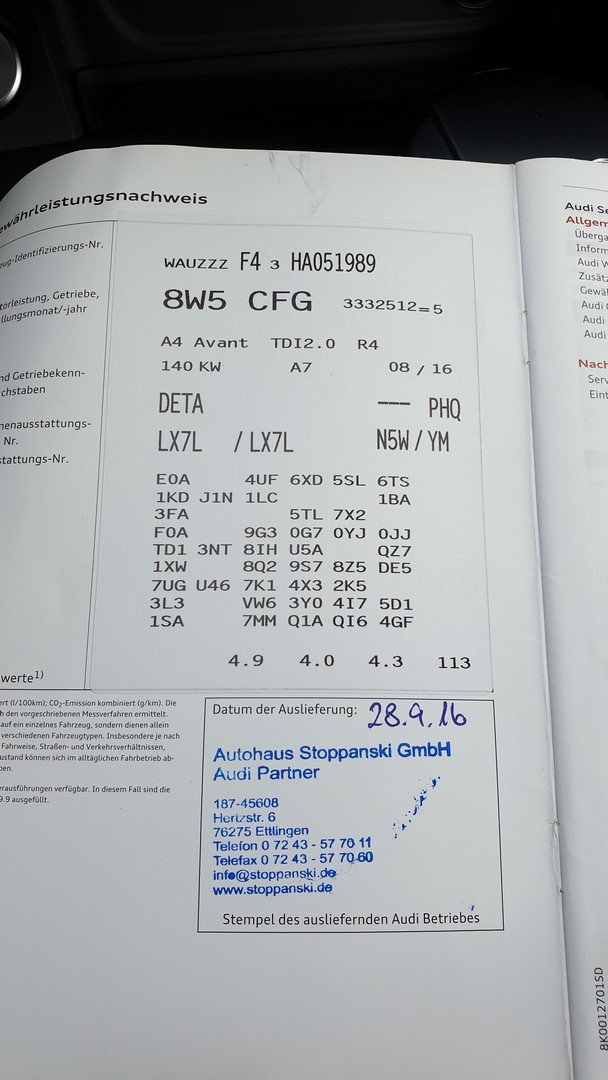 ewährleistungsnachweis
eug-Identifizierungs-Nr.
torleistung, Getriebe,
llungsmonat/-jahr
nd Getriebekenn-
chstaben
nenausstattungs-
Nr.
stattungs-Nr.
werte1)
WAUZZZ F4 3 HA051989
8W5 CFG 3332512=5
A4 Avant TDI2.0 R4
140 KW A7 08 / 16
DETA --- PHQ
LX7L / LX7L N5W / YM
E0A 4UF 6XD 5SL 6TS
1KD J1N 1LC 1BA
3FA 5TL 7X2
F0A 9G3 0G7 0YJ 0JJ
TD1 3NT 8IH U5A QZ7
1XW 8Q2 9S7 8Z5 DE5
7UG U46 7K1 4X3 2K5
3L3 VW6 3Y0 4I7 5D1
1SA 7MM Q1A QI6 4GF
4.9 4.0 4.3 113
ert (l/100km); CO2-Emission kombiniert (g/km). Die
h den vorgeschriebenen Messverfahren ermittelt.
auf ein einzelnes Fahrzeug, sondern dienen allein
verschiedenen Fahrzeugtypen. Insbesondere je nach
Fahrweise, Straßen- und Verkehrsverhältnissen,
zustand können sich im alltäglichen Fahrbetrieb ab-
ben.
erausführungen verfügbar. In diesem Fall sind die
9.9 ausgefüllt.
Datum der Auslieferung: 28.9.16
Autohaus Stoppanski GmbH
Audi Partner
187-45608
Hertzstr. 6
76275 Ettlingen
Telefon 0 72 43 - 57 70 11
Telefax 0 72 43 - 57 70 60
info@stoppanski.de
www.stoppanski.de
Stempel des ausliefernden Audi Betriebes
Audi Se
Allgem
Überga
Inform
Audi W
Zusätz
Gewäh
Audi
Audi
Audi
Nach
Serv
Eint
8K0012701SD